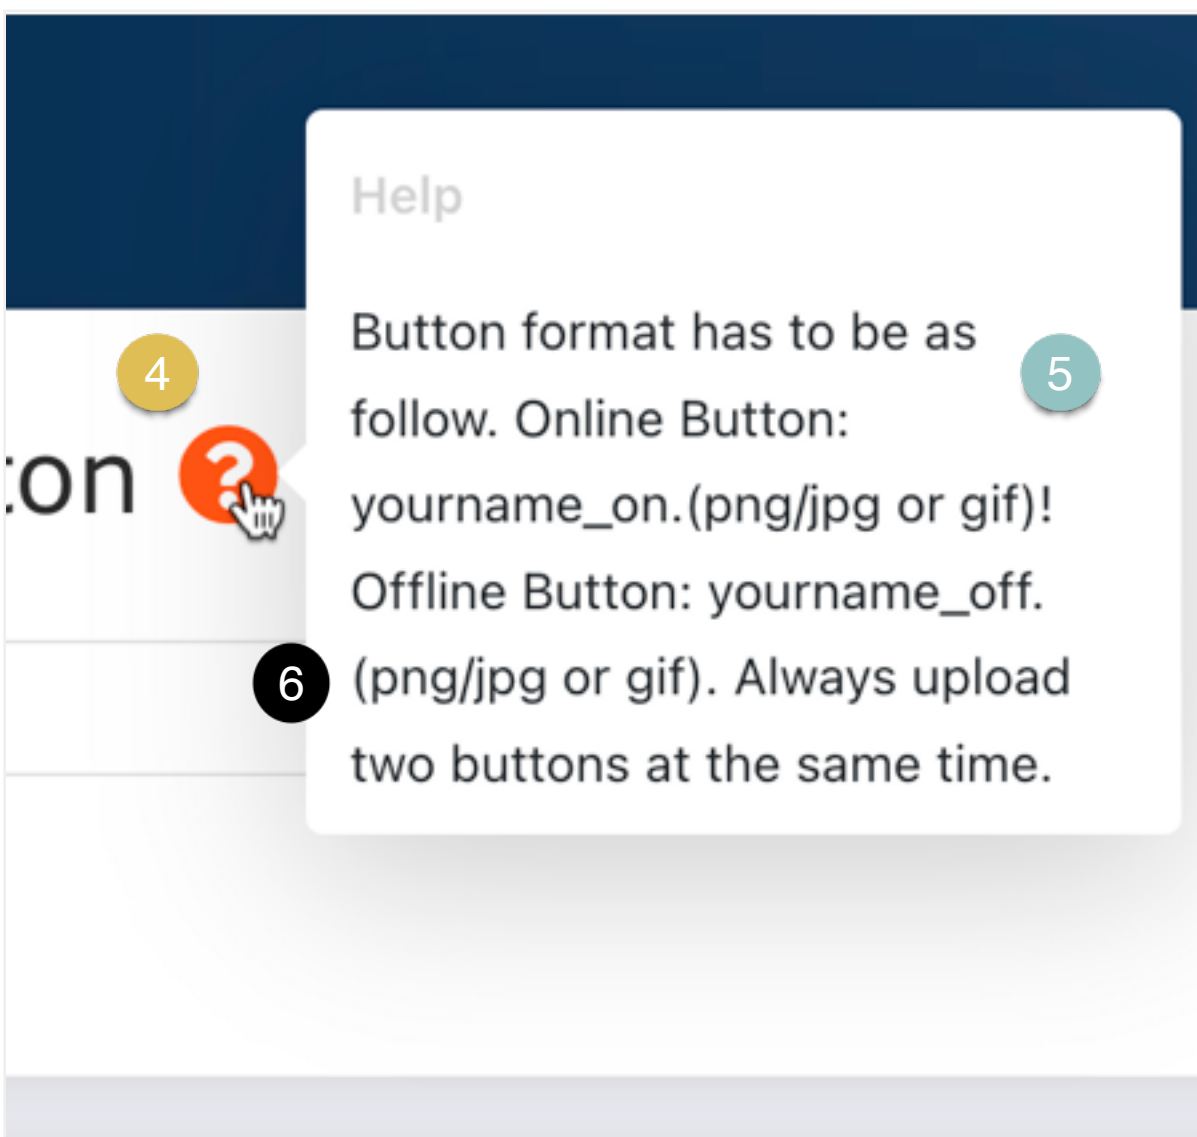 Help
4
Button format has to be as
5
follow. Online Button:
ton ?
yourname_on.(png/jpg or gif)!
Offline Button: yourname_off.
6
(png/jpg or gif). Always upload
two buttons at the same time.